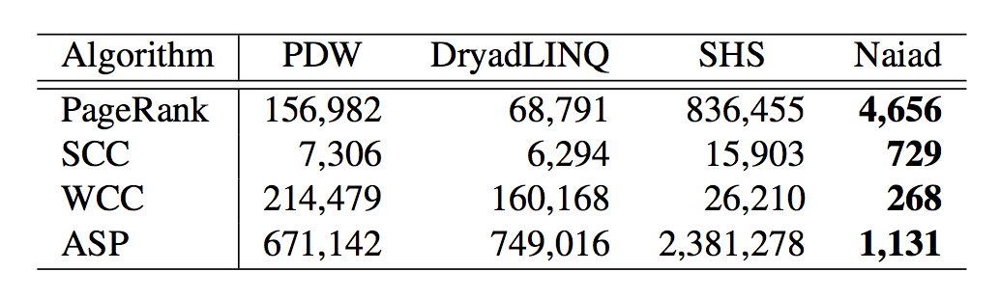 Algorithm PDW DryadLINQ SHS Naiad
PageRank 156,982 68,791 836,455 4,656
SCC 7,306 6,294 15,903 729
WCC 214,479 160,168 26,210 268
ASP 671,142 749,016 2,381,278 1,131